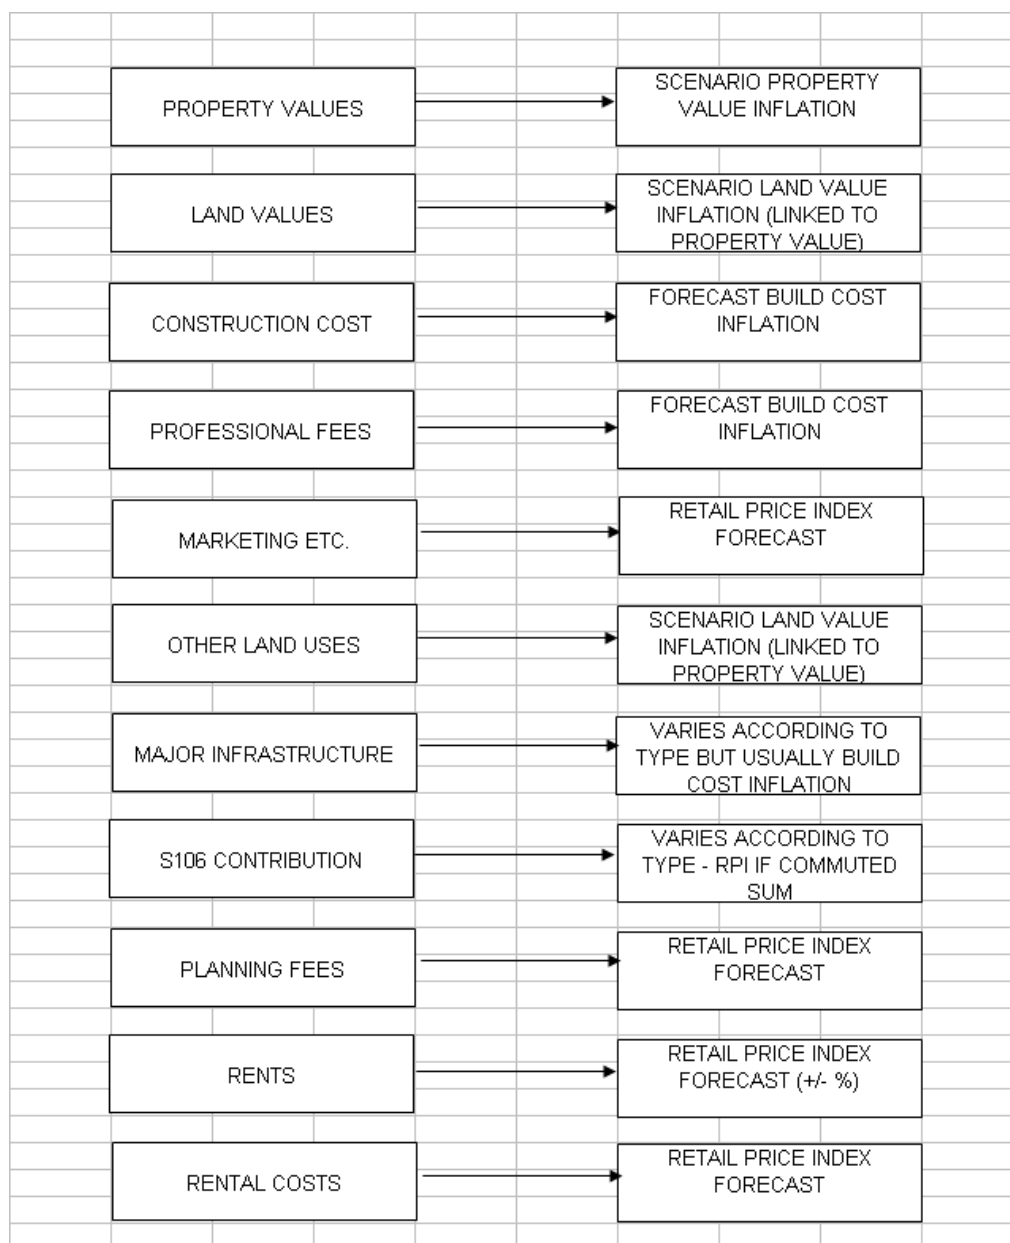 PROPERTY VALUES
SCENARIO PROPERTY
VALUE INFLATION
LAND VALUES
SCENARIO LAND VALUE
INFLATION (LINKED TO
PROPERTY VALUE)
CONSTRUCTION COST
FORECAST BUILD COST
INFLATION
PROFESSIONAL FEES
FORECAST BUILD COST
INFLATION
MARKETING ETC.
RETAIL PRICE INDEX
FORECAST
OTHER LAND USES
SCENARIO LAND VALUE
INFLATION (LINKED TO
PROPERTY VALUE)
MAJOR INFRASTRUCTURE
VARIES ACCORDING TO
TYPE BUT USUALLY BUILD
COST INFLATION
S106 CONTRIBUTION
VARIES ACCORDING TO
TYPE - RPI IF COMMUTED
SUM
PLANNING FEES
RETAIL PRICE INDEX
FORECAST
RENTS
RETAIL PRICE INDEX
FORECAST (+/- %)
RENTAL COSTS
RETAIL PRICE INDEX
FORECAST